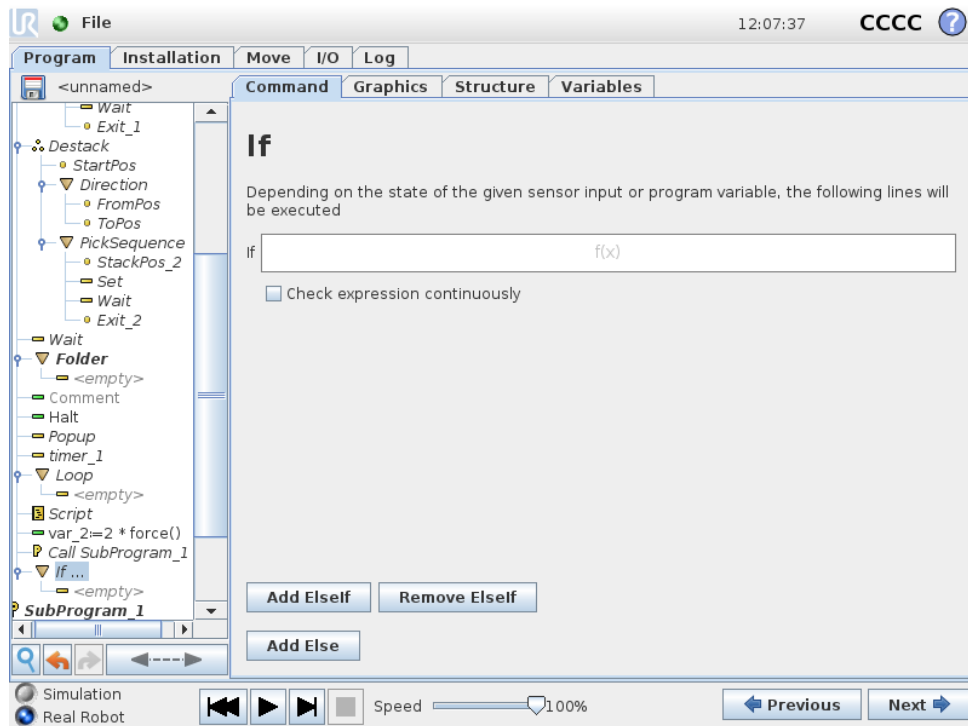 UR File 12:07:37 CCCC ?
Program Installation Move I/O Log
<unnamed>
Command Graphics Structure Variables
Wait
Exit_1
Destack
StartPos
Direction
FromPos
ToPos
PickSequence
StackPos_2
Set
Wait
Exit_2
Wait
Folder
<empty>
Comment
Halt
Popup
timer_1
Loop
<empty>
Script
var_2:=2 * force()
Call SubProgram_1
If ...
<empty>
SubProgram_1
If
Depending on the state of the given sensor input or program variable, the following lines will
be executed
If f(x)
Check expression continuously
Add ElseIf Remove ElseIf
Add Else
Simulation
Real Robot
Speed 100%
Previous Next